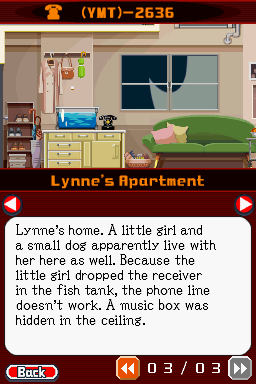 (YMT)-2636
Lynne's Apartment
Lynne's home. A little girl and
a small dog apparently live with
her here as well. Because the
little girl dropped the receiver
in the fish tank, the phone line
doesn't work. A music box was
hidden in the ceiling.
Back
03/03